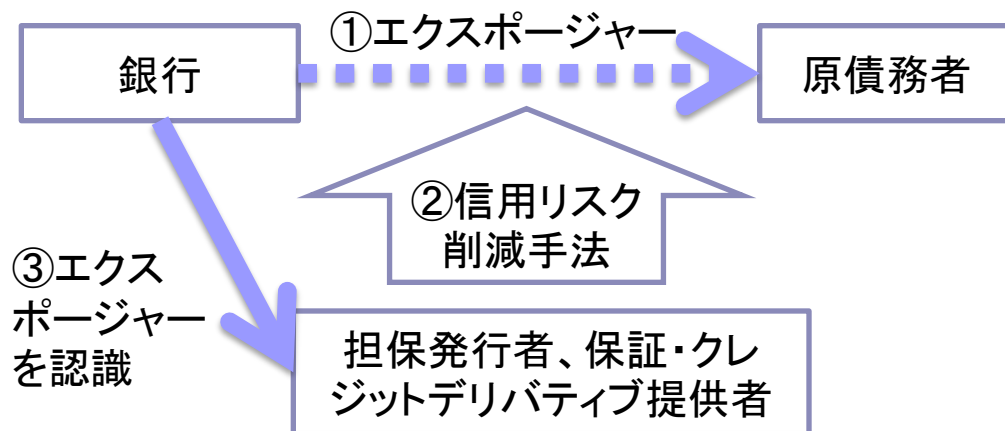 ①エクスポージャー
銀行
原債務者
②信用リスク
削減手法
③エクス
ポージャー
を認識
担保発行者、保証・クレ
ジットデリバティブ提供者